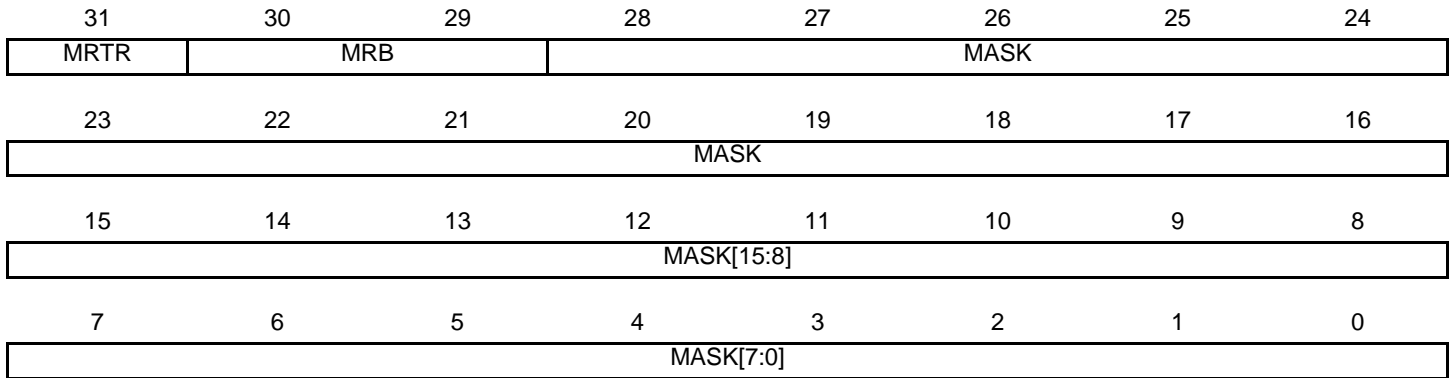 31 30 29 28 27 26 25 24
MRTR MRB MASK
23 22 21 20 19 18 17 16
MASK
15 14 13 12 11 10 9 8
MASK[15:8]
7 6 5 4 3 2 1 0
MASK[7:0]